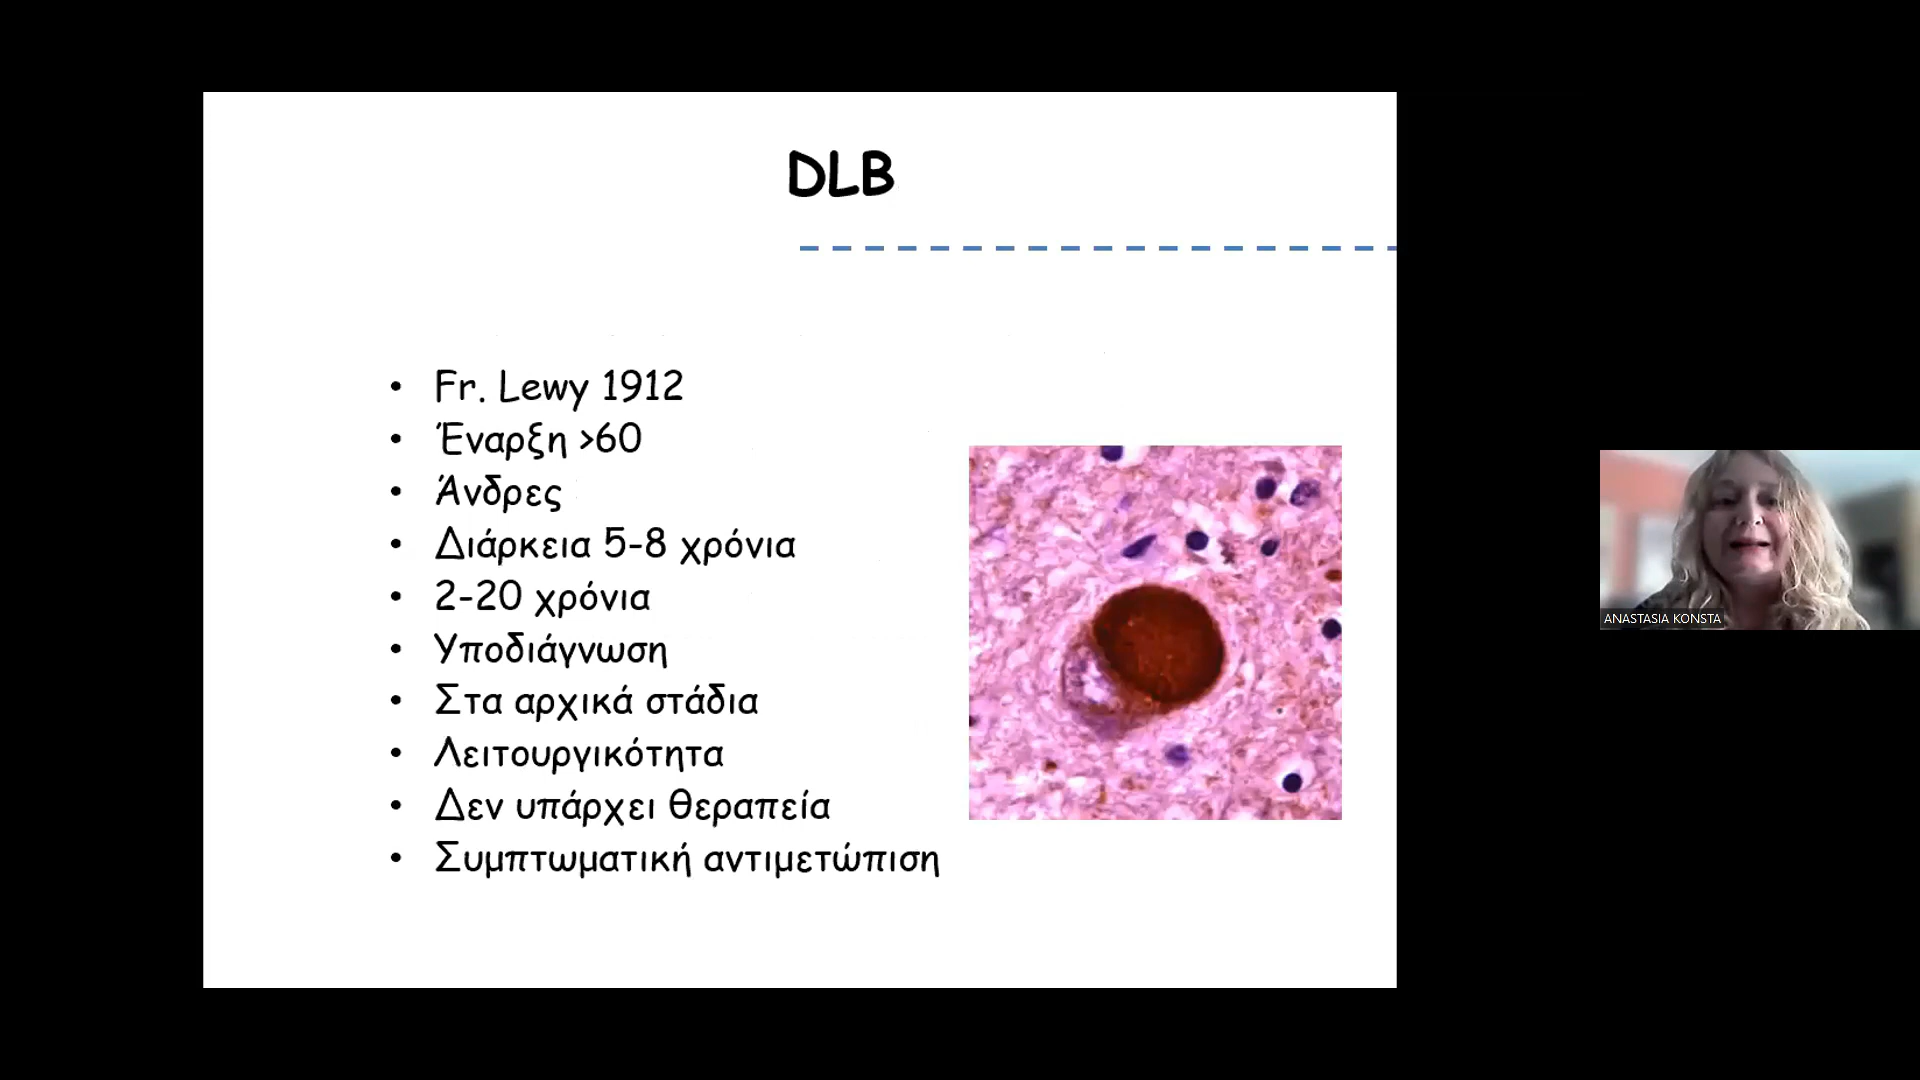 DLB
• Fr. Lewy 1912
• Έναρξη >60
• Άνδρες
• Διάρκεια 5-8 χρόνια
• 2-20 χρόνια
• Υποδιάγνωση
• Στα αρχικά στάδια
• Λειτουργικότητα
• Δεν υπάρχει θεραπεία
• Συμπτωματική αντιμετώπιση
ANASTASIA KONSTA